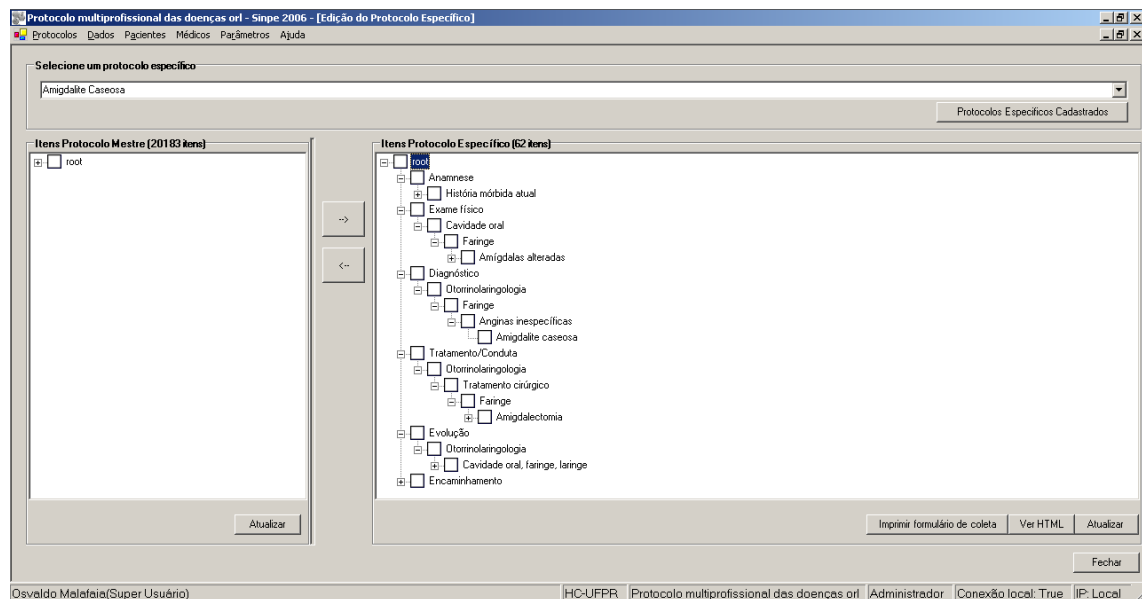 Protocolo multiprofissional das doenças orl - Sinpe 2006 - [Edição do Protocolo Específico]
Protocolos Dados Pacientes Médicos Parâmetros Ajuda
Selecione um protocolo específico
Amigdalite Caseosa
Protocolos Específicos Cadastrados
Itens Protocolo Mestre (20183 itens)
root
Atualizar
-->
<--
Itens Protocolo Específico (62 itens)
root
Anamnese
História mórbida atual
Exame físico
Cavidade oral
Faringe
Amígdalas alteradas
Diagnóstico
Otorrinolaringologia
Faringe
Anginas inespecíficas
Amigdalite caseosa
Tratamento/Conduta
Otorrinolaringologia
Tratamento cirúrgico
Faringe
Amigdalectomia
Evolução
Otorrinolaringologia
Cavidade oral, faringe, laringe
Encaminhamento
Imprimir formulário de coleta Ver HTML Atualizar
Fechar
Osvaldo Malafaia(Super Usuário) HC-UFPR Protocolo multiprofissional das doenças orl Administrador Conexão local: True IP: Local